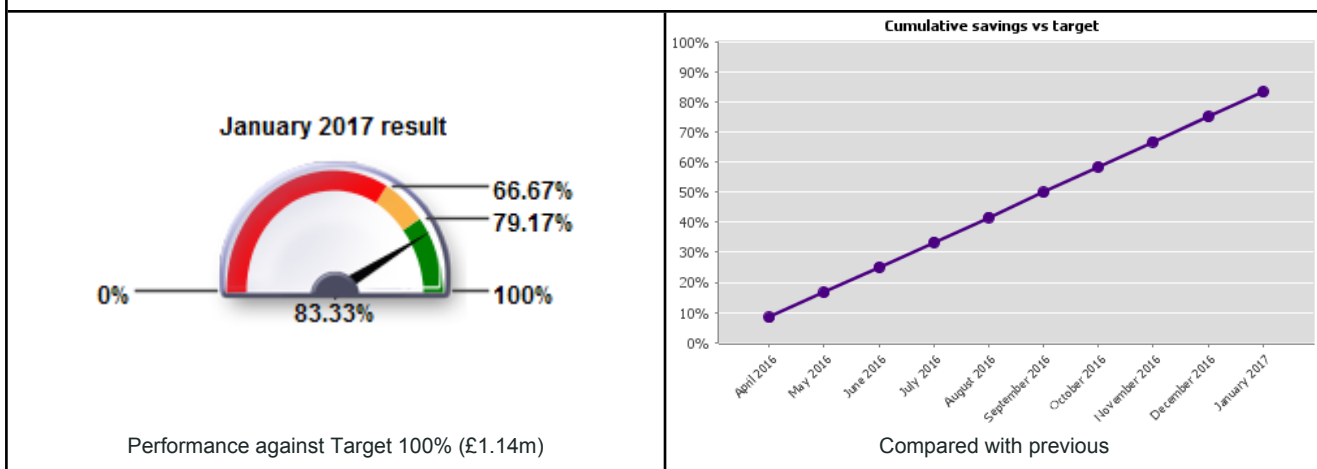 January 2017 result
66.67%
79.17%
0%
100%
83.33%
Performance against Target 100% (£1.14m)
Cumulative savings vs target
100%
90%
80%
70%
60%
50%
40%
30%
20%
10%
0%
April 2016
May 2016
June 2016
July 2016
August 2016
September 2016
October 2016
November 2016
December 2016
January 2017
Compared with previous